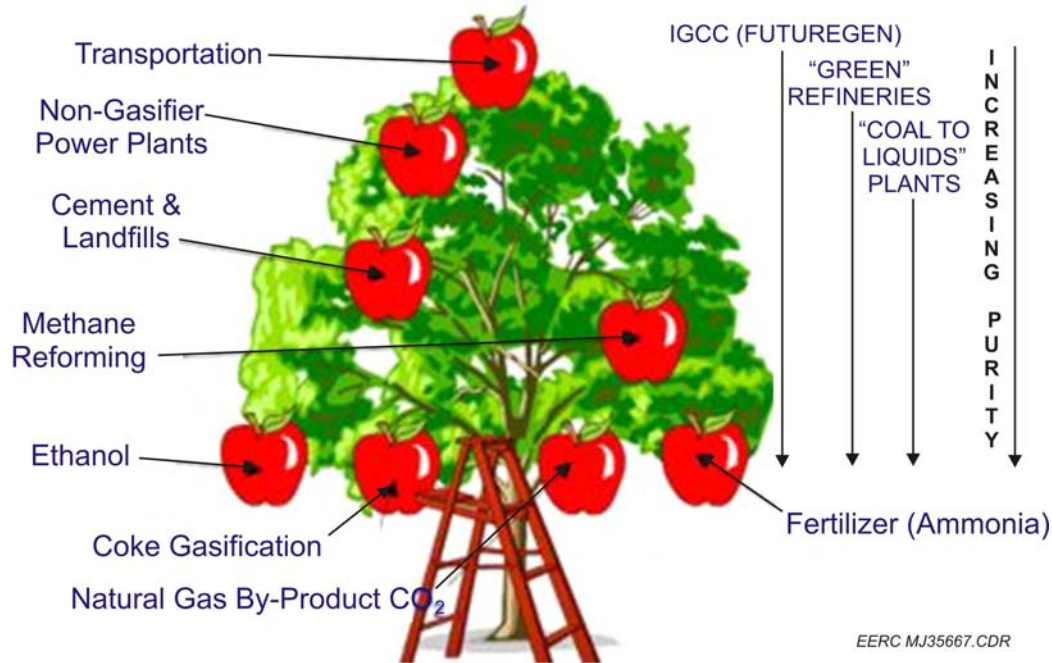 Transportation
Non-Gasifier
Power Plants
Cement &
Landfills
Methane
Reforming
Ethanol
Coke Gasification
Natural Gas By-Product CO₂
IGCC (FUTUREGEN)
“GREEN”
REFINERIES
“COAL TO
LIQUIDS”
PLANTS
INCREASING PURITY
Fertilizer (Ammonia)
EERC MJ35667.CDR